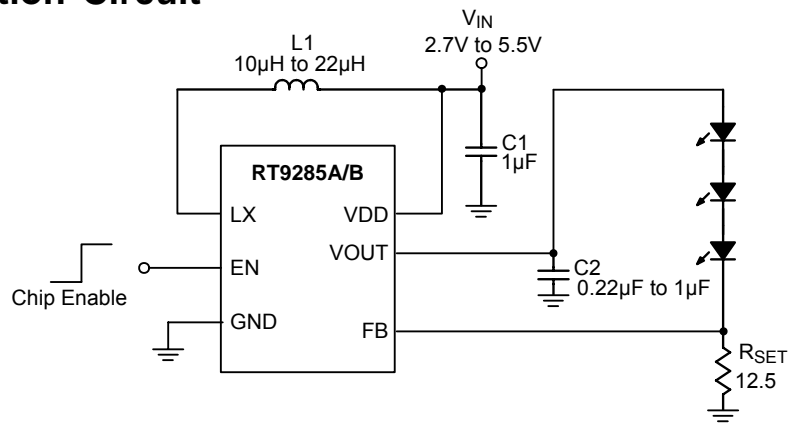 tion Circuit
VIN
2.7V to 5.5V
L1
10µH to 22µH
C1
1µF
RT9285A/B
LX
VDD
VOUT
EN
Chip Enable
C2
0.22µF to 1µF
GND
FB
RSET
12.5